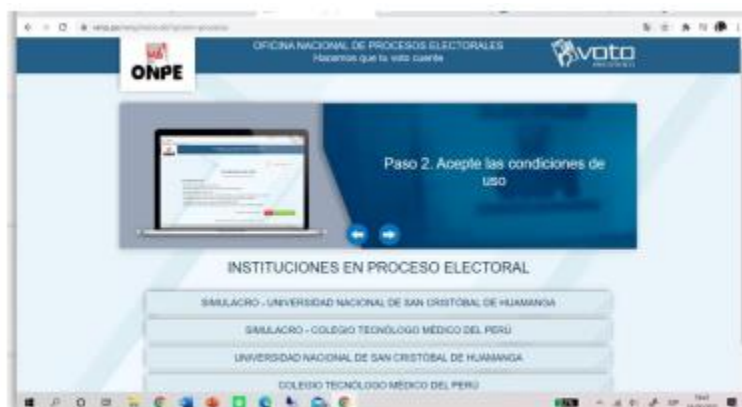 OFICINA NACIONAL DE PROCESOS ELECTORALES
Hacemos que tu voto cuente
ONPE
voto
Paso 2. Acepte las condiciones de
uso
INSTITUCIONES EN PROCESO ELECTORAL
SIMULACRO - UNIVERSIDAD NACIONAL DE SAN CRISTÓBAL DE HUAMANGA
SIMULACRO - COLEGIO TECNÓLOGO MÉDICO DEL PERÚ
UNIVERSIDAD NACIONAL DE SAN CRISTÓBAL DE HUAMANGA
COLEGIO TECNÓLOGO MÉDICO DEL PERÚ